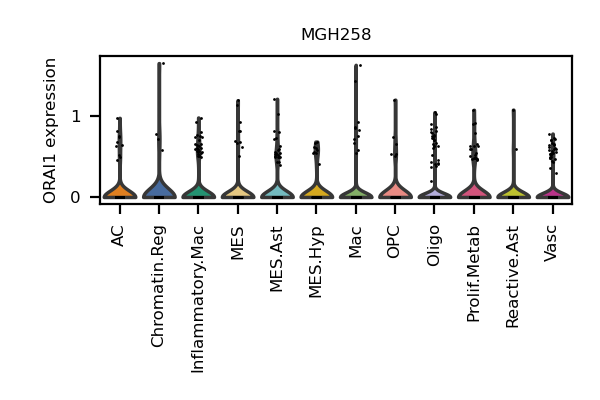 MGH258
ORAI1 expression
1
0
AC
Chromatin.Reg
Inflammatory.Mac
MES
MES.Ast
MES.Hyp
Mac
OPC
Oligo
Prolif.Metab
Reactive.Ast
Vasc